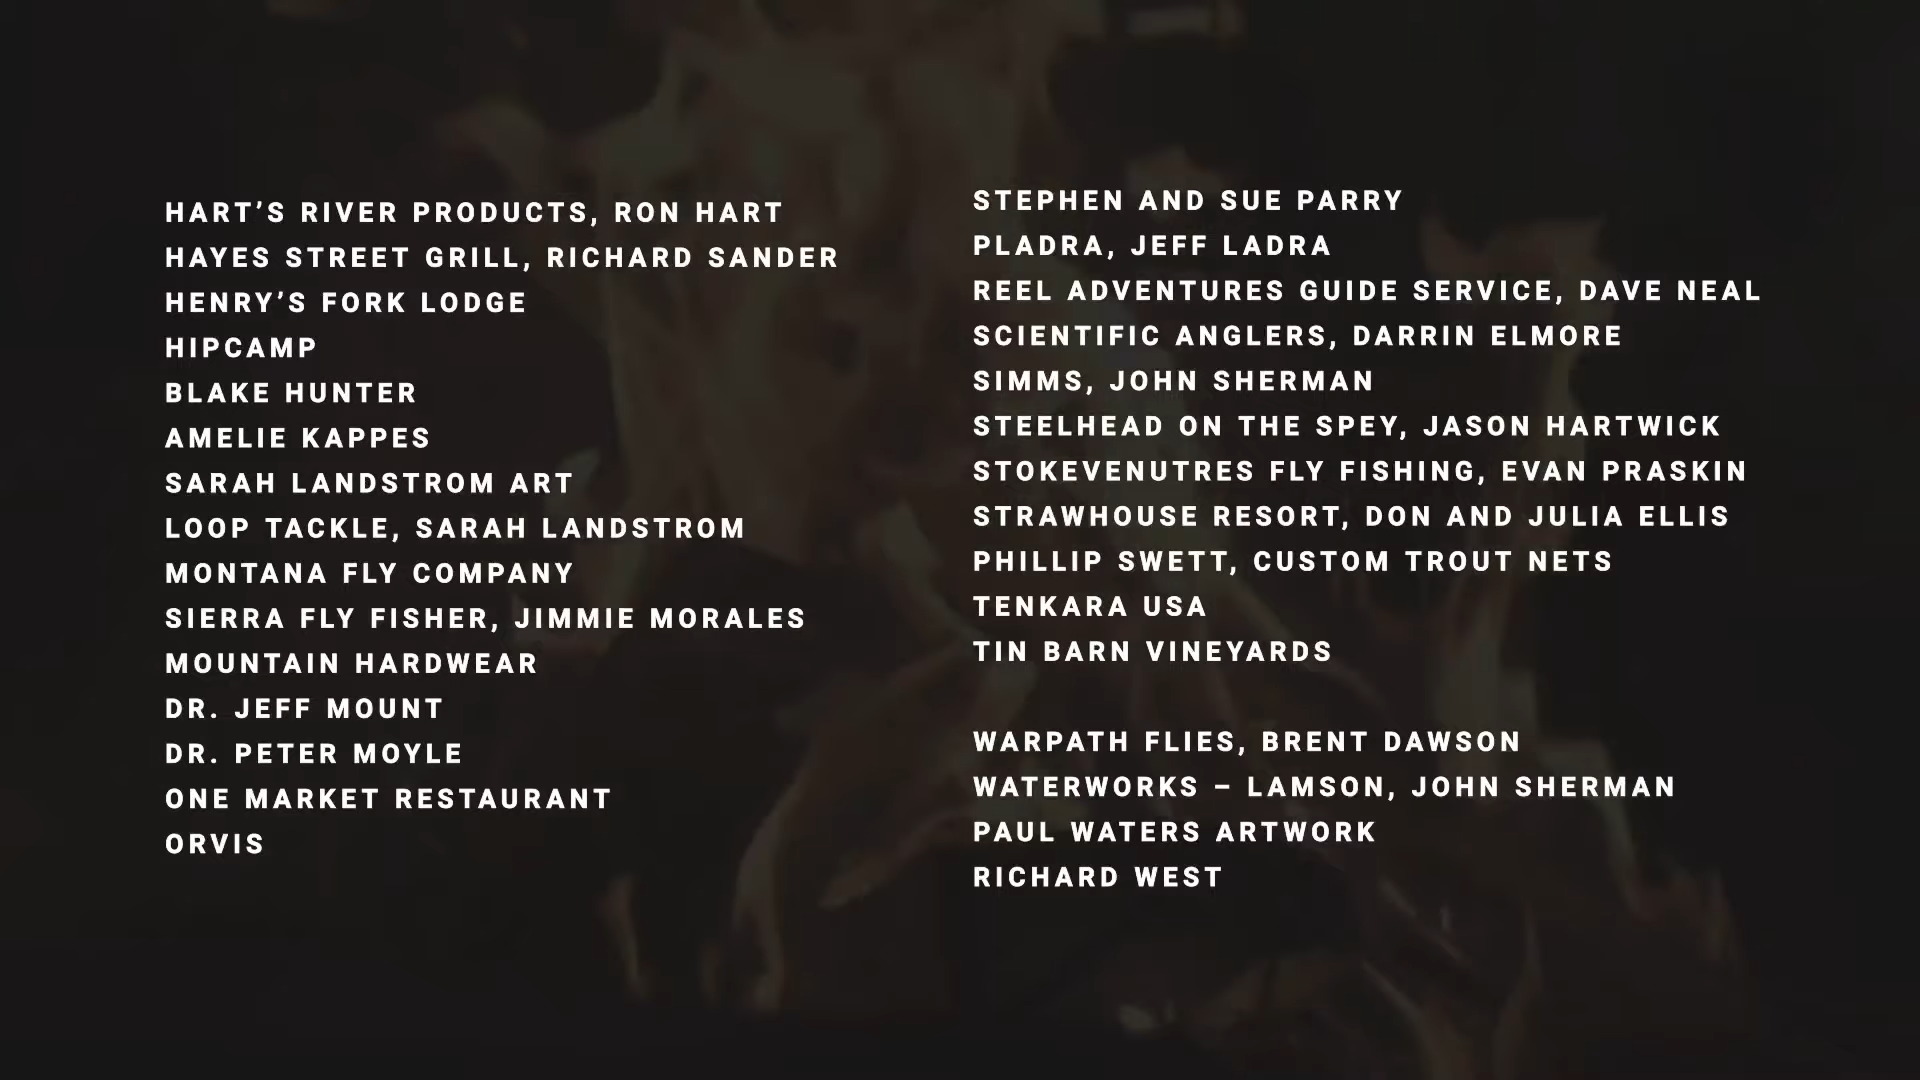 HART’S RIVER PRODUCTS, RON HART
HAYES STREET GRILL, RICHARD SANDER
HENRY’S FORK LODGE
HIPCAMP
BLAKE HUNTER
AMELIE KAPPES
SARAH LANDSTROM ART
LOOP TACKLE, SARAH LANDSTROM
MONTANA FLY COMPANY
SIERRA FLY FISHER, JIMMIE MORALES
MOUNTAIN HARDWEAR
DR. JEFF MOUNT
DR. PETER MOYLE
ONE MARKET RESTAURANT
ORVIS
STEPHEN AND SUE PARRY
PLADRA, JEFF LADRA
REEL ADVENTURES GUIDE SERVICE, DAVE NEAL
SCIENTIFIC ANGLERS, DARRIN ELMORE
SIMMS, JOHN SHERMAN
STEELHEAD ON THE SPEY, JASON HARTWICK
STOKEVENUTRES FLY FISHING, EVAN PRASKIN
STRAWHOUSE RESORT, DON AND JULIA ELLIS
PHILLIP SWETT, CUSTOM TROUT NETS
TENKARA USA
TIN BARN VINEYARDS
WARPATH FLIES, BRENT DAWSON
WATERWORKS – LAMSON, JOHN SHERMAN
PAUL WATERS ARTWORK
RICHARD WEST